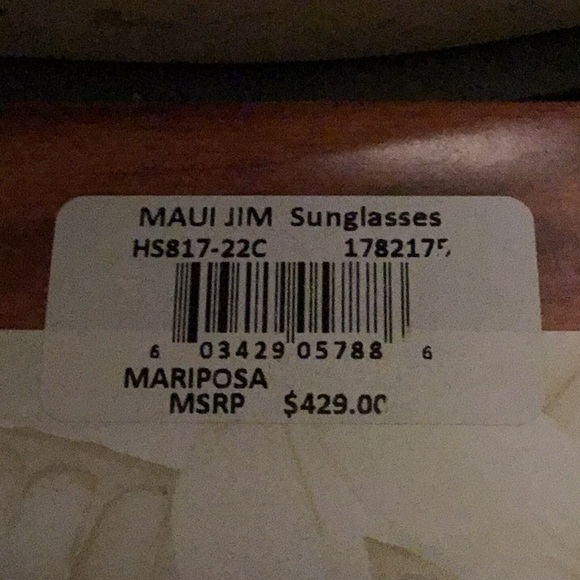 MAUI JIM Sunglasses
HS817-22C
6 03429 05788 6
MARIPOSA
MSRP $429.00